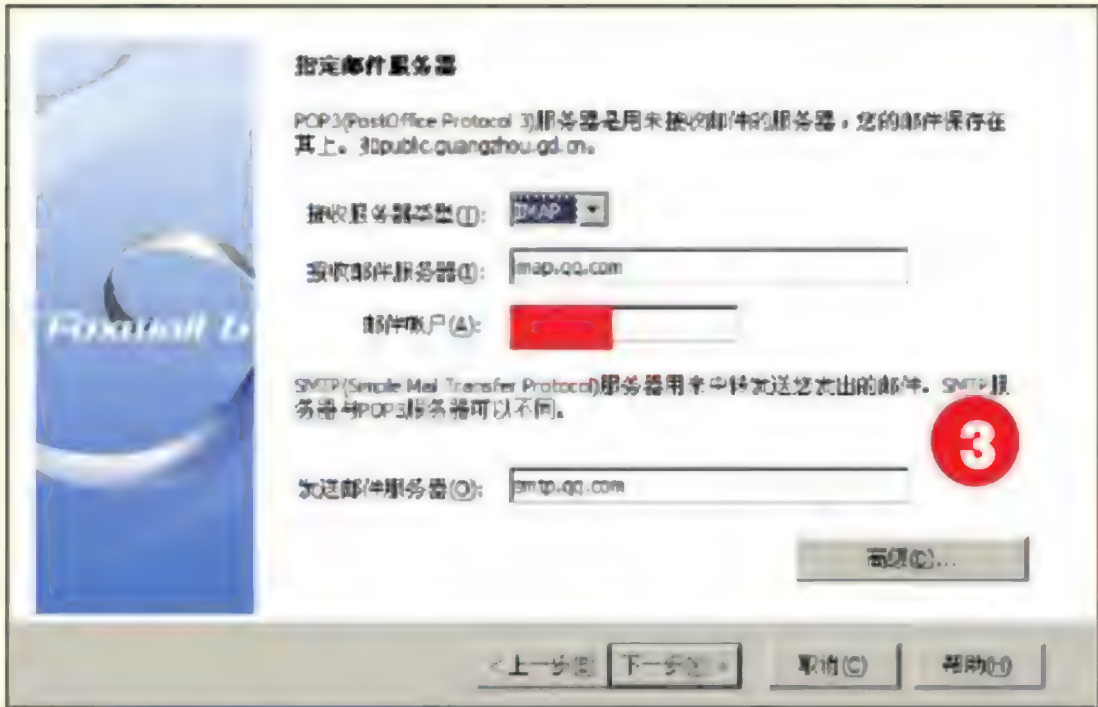 指定邮件服务器
POP3(PostOffice Protocol 3)服务器是用来接收邮件的服务器，您的邮件保存在
其上。如public.guangzhou.gd.cn。
接收服务器类型(T): IMAP
接收邮件服务器(I): imap.qq.com
邮件帐户(A):
Foxmail 6
SMTP(Simple Mail Transfer Protocol)服务器用来中转发送您发出的邮件。SMTP服
务器与POP3服务器可以不同。
3
发送邮件服务器(O): smtp.qq.com
高级(D)...
<上一步(B) 下一步(N) > 取消(C) 帮助(H)